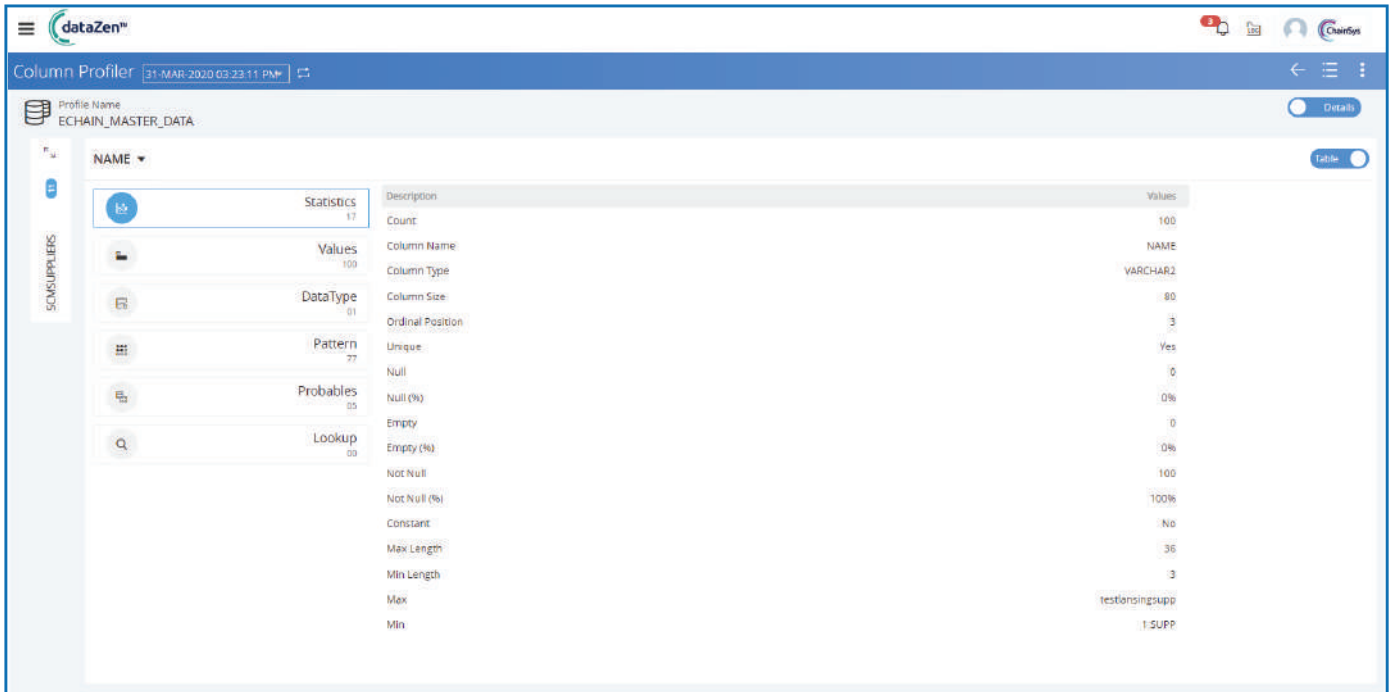 dataZen™
3
LOG
ChainSys
Column Profiler 31-MAR-2020 03:23:11 PM
Profile Name
ECHAIN_MASTER_DATA
Details
NAME
Table
11
SCMSUPPLIERS
Statistics
17
Values
100
DataType
01
Pattern
77
Probables
05
Lookup
00
Description Values
Count 100
Column Name NAME
Column Type VARCHAR2
Column Size 80
Ordinal Position 3
Unique Yes
Null 0
Null (%) 0%
Empty 0
Empty (%) 0%
Not Null 100
Not Null (%) 100%
Constant No
Max Length 36
Min Length 3
Max testlansingsupp
Min 1:SUPP